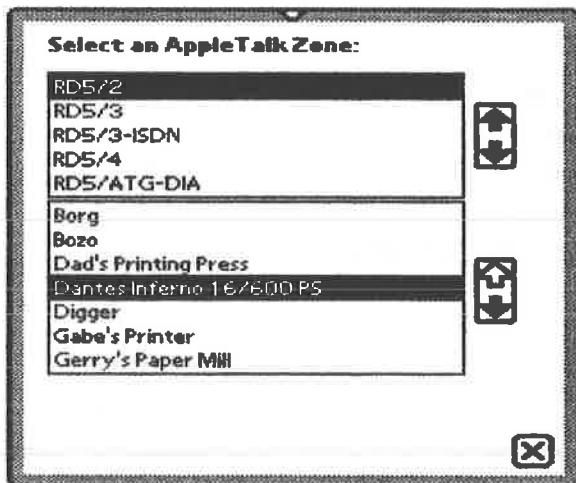 Select an AppleTalk Zone:
RD5/2
RD5/3
RD5/3-ISDN
RD5/4
RD5/ATG-DIA
Borg
Bozo
Dad's Printing Press
Dantes Inferno 16/600 PS
Digger
Gabe's Printer
Gerry's Paper Mill